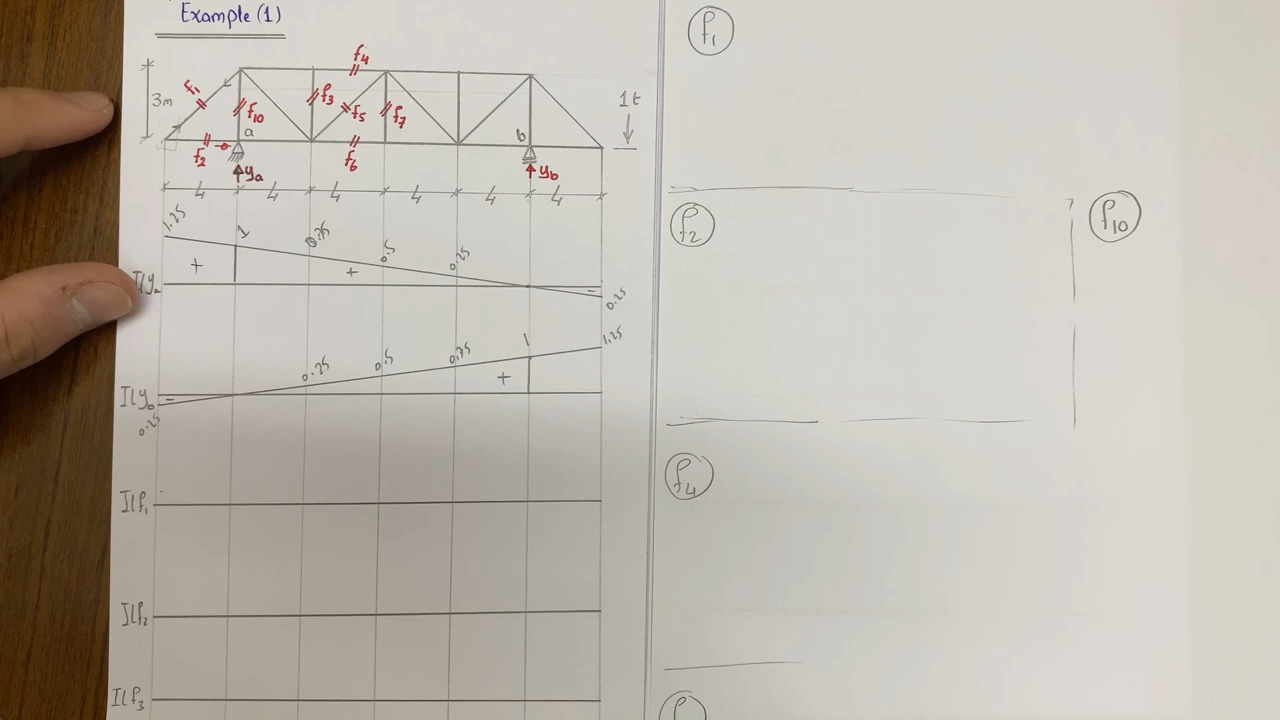 Example (1)
f4
3m
f1
f10
f3
f5
f7
1t
a
b
f2
f6
ya
yb
4 4 4 4 4 4
1.25
1
0.75
0.5
0.25
+
+
-
0.25
ILya
1
1.25
0.75
0.5
0.25
+
-
0.25
ILyb
ILf1
ILf2
ILf3
f1
f2
f10
f4